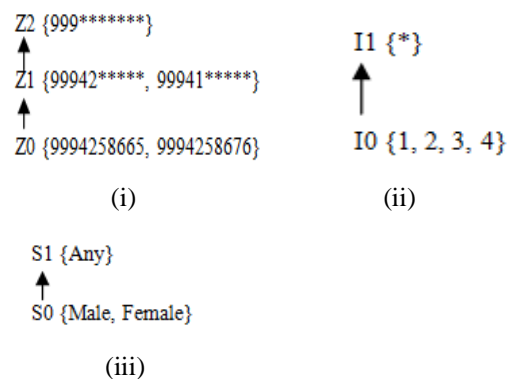 Z2 {999*******}
Z1 {99942*****, 99941*****}
Z0 {9994258665, 9994258676}
(i)
I1 {*}
I0 {1, 2, 3, 4}
(ii)
S1 {Any}
S0 {Male, Female}
(iii)